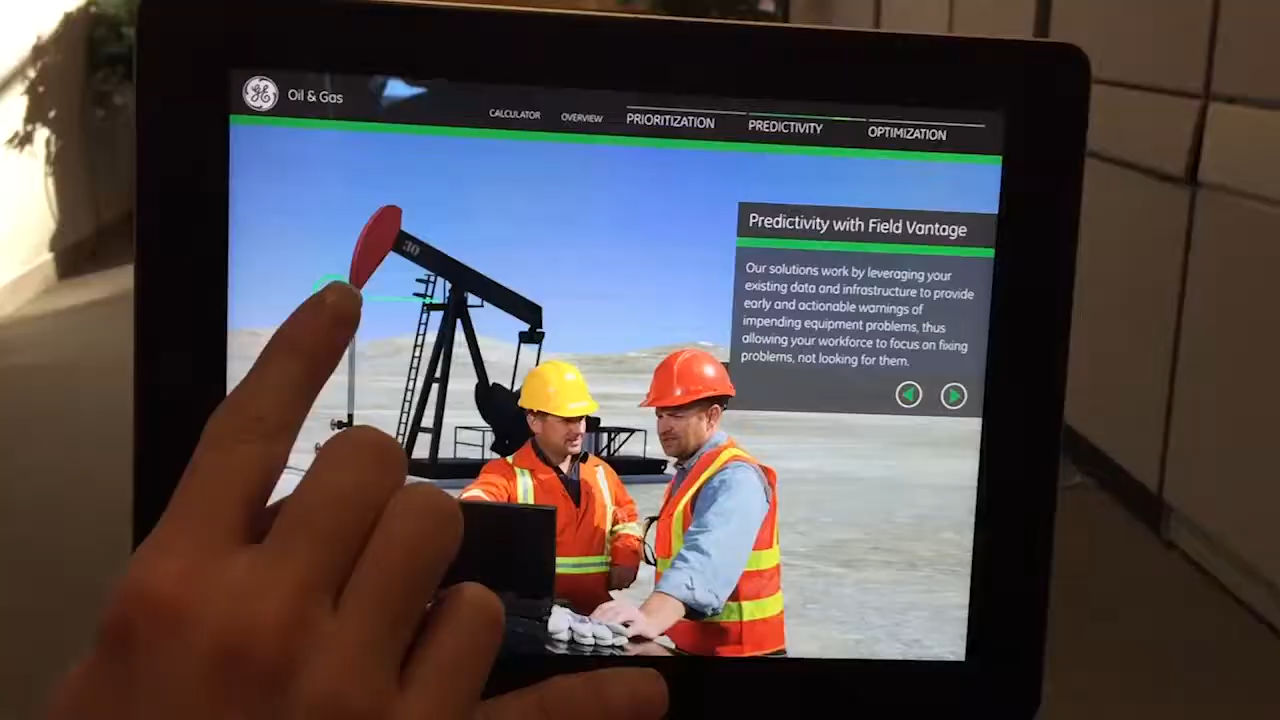 GE
Oil & Gas
CALCULATOR
OVERVIEW
PRIORITIZATION
PREDICTIVITY
OPTIMIZATION
30
Predictivity with Field Vantage
Our solutions work by leveraging your
existing data and infrastructure to provide
early and actionable warnings of
impending equipment problems, thus
allowing your workforce to focus on fixing
problems, not looking for them.